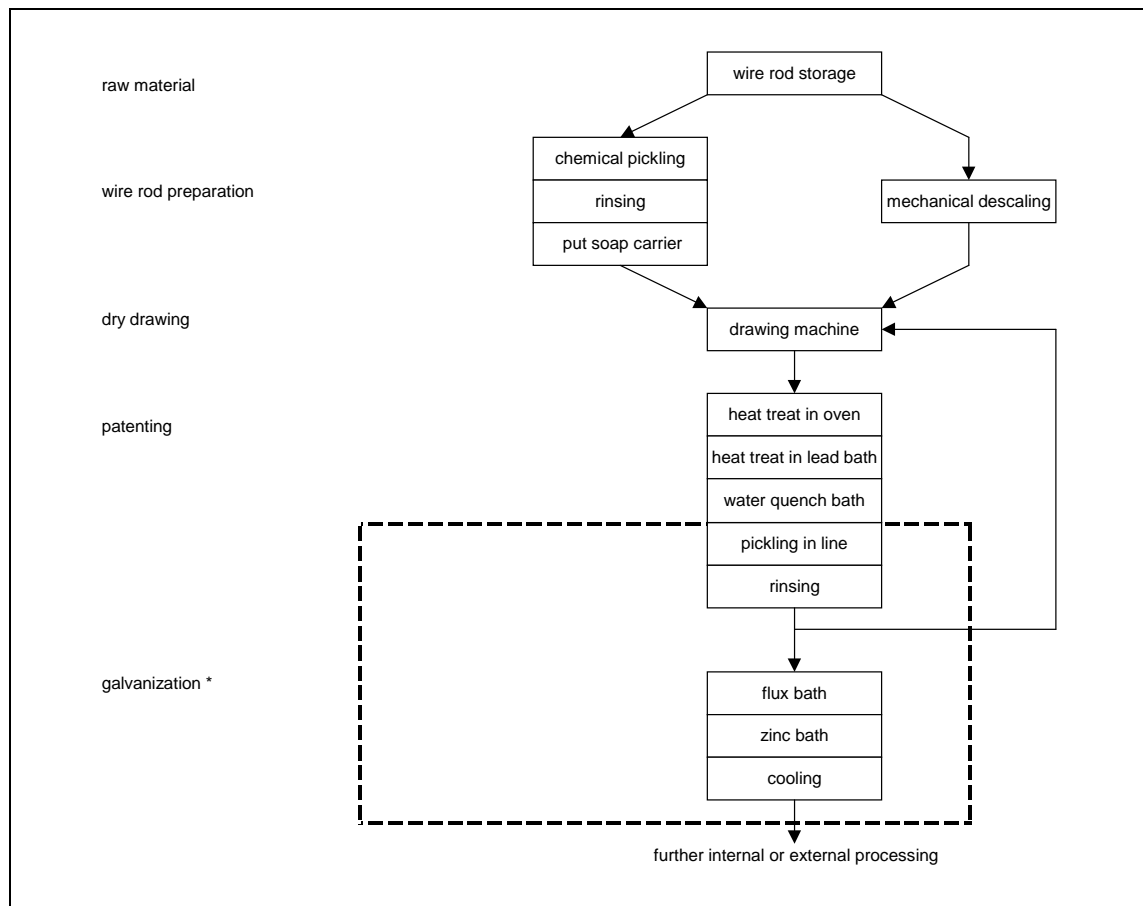 raw material
wire rod storage
chemical pickling
wire rod preparation
rinsing
mechanical descaling
put soap carrier
dry drawing
drawing machine
patenting
heat treat in oven
heat treat in lead bath
water quench bath
pickling in line
rinsing
galvanization *
flux bath
zinc bath
cooling
further internal or external processing